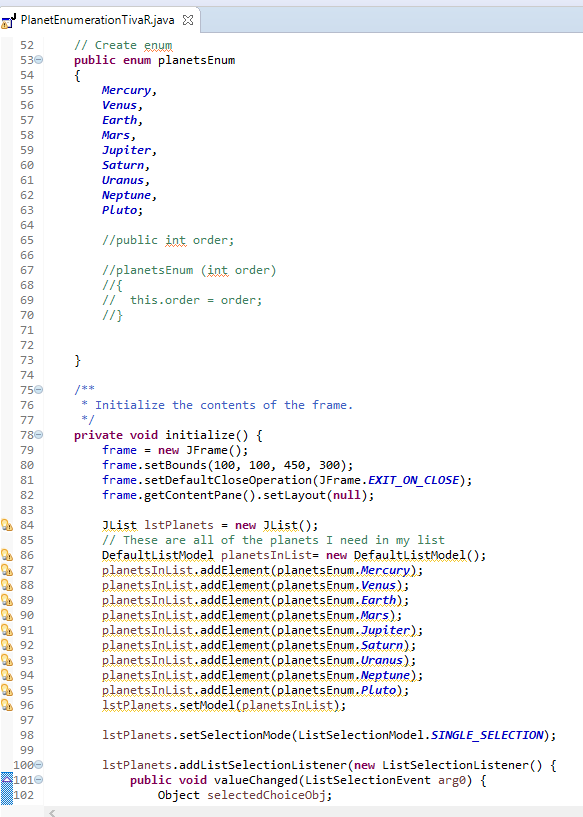 PlanetEnumerationTivaR.java
52 // Create enum
53 public enum planetsEnum
54 {
55 Mercury,
56 Venus,
57 Earth,
58 Mars,
59 Jupiter,
60 Saturn,
61 Uranus,
62 Neptune,
63 Pluto;
64
65 //public int order;
66
67 //planetsEnum (int order)
68 //{
69 //  this.order = order;
70 //}
71
72
73 }
74
75 /**
76 * Initialize the contents of the frame.
77 */
78 private void initialize() {
79 frame = new JFrame();
80 frame.setBounds(100, 100, 450, 300);
81 frame.setDefaultCloseOperation(JFrame.EXIT_ON_CLOSE);
82 frame.getContentPane().setLayout(null);
83
84 JList lstPlanets = new JList();
85 // These are all of the planets I need in my list
86 DefaultListModel planetsInList= new DefaultListModel();
87 planetsInList.addElement(planetsEnum.Mercury);
88 planetsInList.addElement(planetsEnum.Venus);
89 planetsInList.addElement(planetsEnum.Earth);
90 planetsInList.addElement(planetsEnum.Mars);
91 planetsInList.addElement(planetsEnum.Jupiter);
92 planetsInList.addElement(planetsEnum.Saturn);
93 planetsInList.addElement(planetsEnum.Uranus);
94 planetsInList.addElement(planetsEnum.Neptune);
95 planetsInList.addElement(planetsEnum.Pluto);
96 lstPlanets.setModel(planetsInList);
97
98 lstPlanets.setSelectionMode(ListSelectionModel.SINGLE_SELECTION);
99
100 lstPlanets.addListSelectionListener(new ListSelectionListener() {
101 public void valueChanged(ListSelectionEvent arg0) {
102 Object selectedChoiceObj;